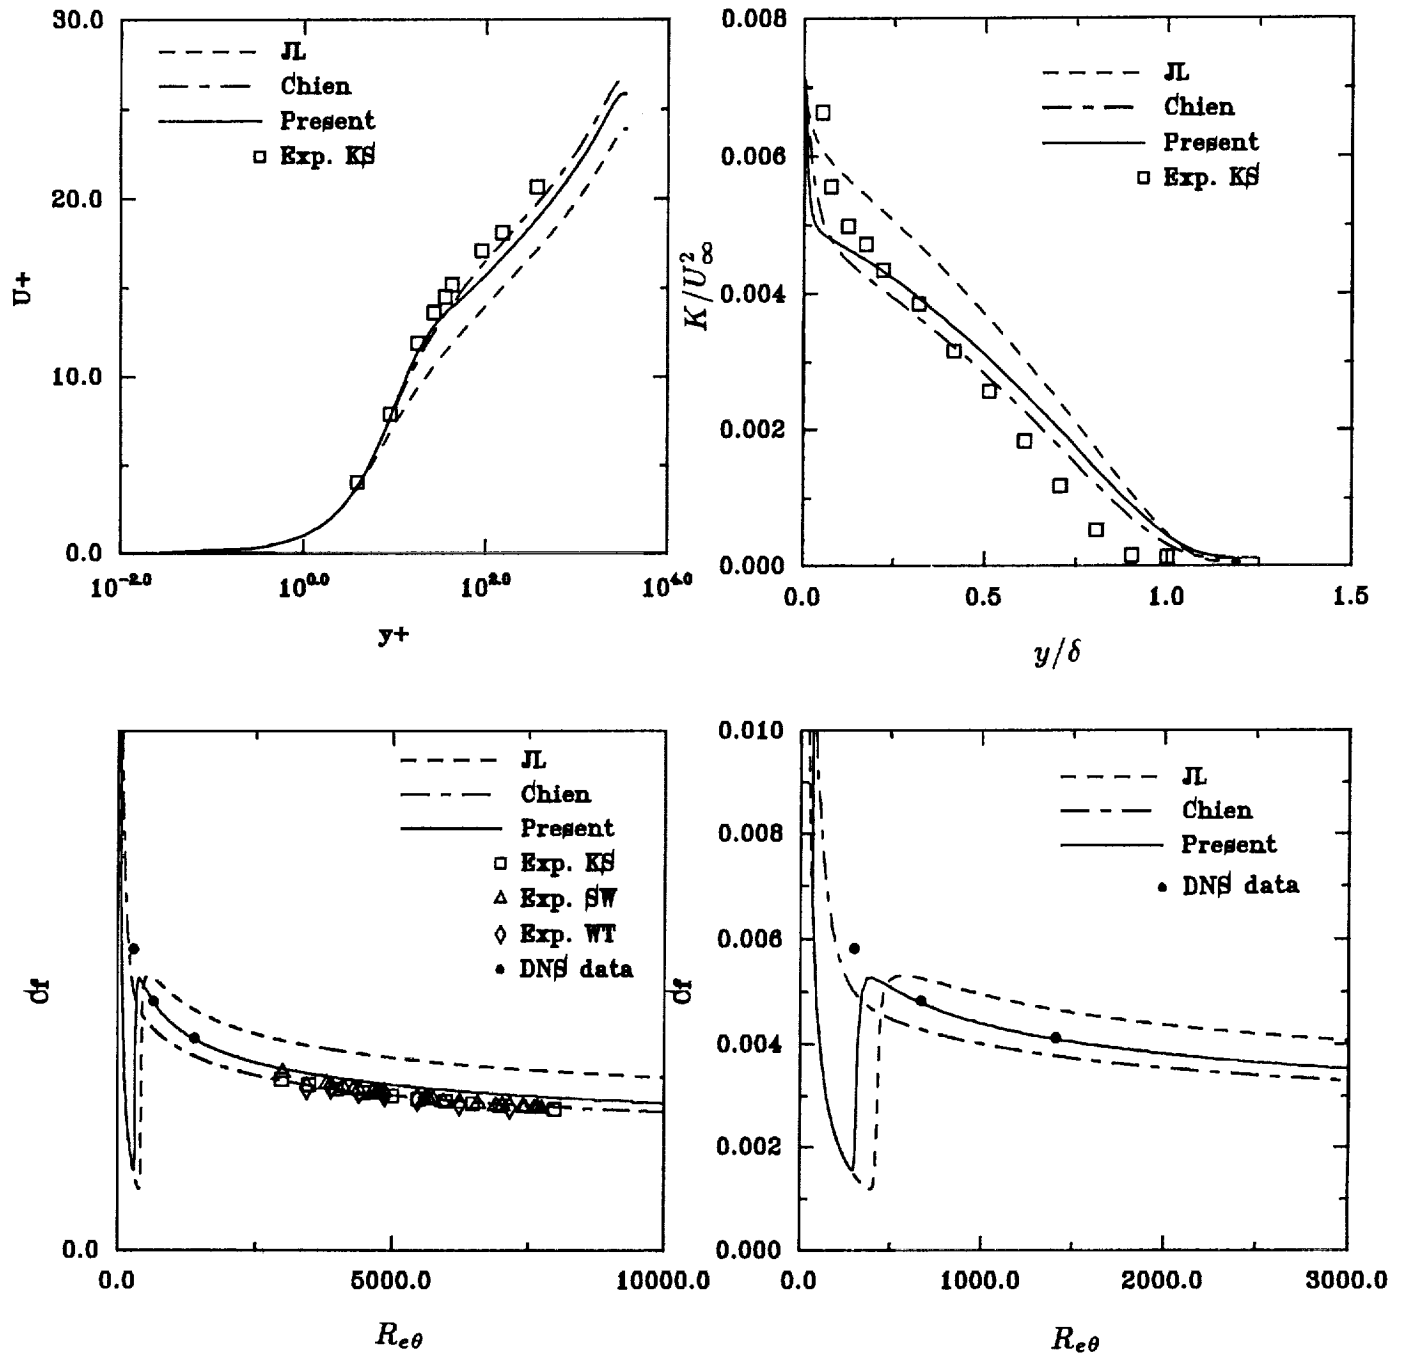 30.0
JL
Chien
Present
Exp. KS
20.0
U+
10.0
0.0
10^-2.0
10^0.0
10^2.0
10^4.0
y+
0.008
JL
Chien
Present
Exp. KS
0.006
K/U²∞
0.004
0.002
0.000
0.0
0.5
1.0
1.5
y/δ
JL
Chien
Present
Exp. KS
Exp. SW
Exp. WT
DNS data
Cf
0.0
0.0
5000.0
10000.0
R_eθ
0.010
JL
Chien
Present
DNS data
0.008
0.006
Cf
0.004
0.002
0.000
0.0
1000.0
2000.0
3000.0
R_eθ